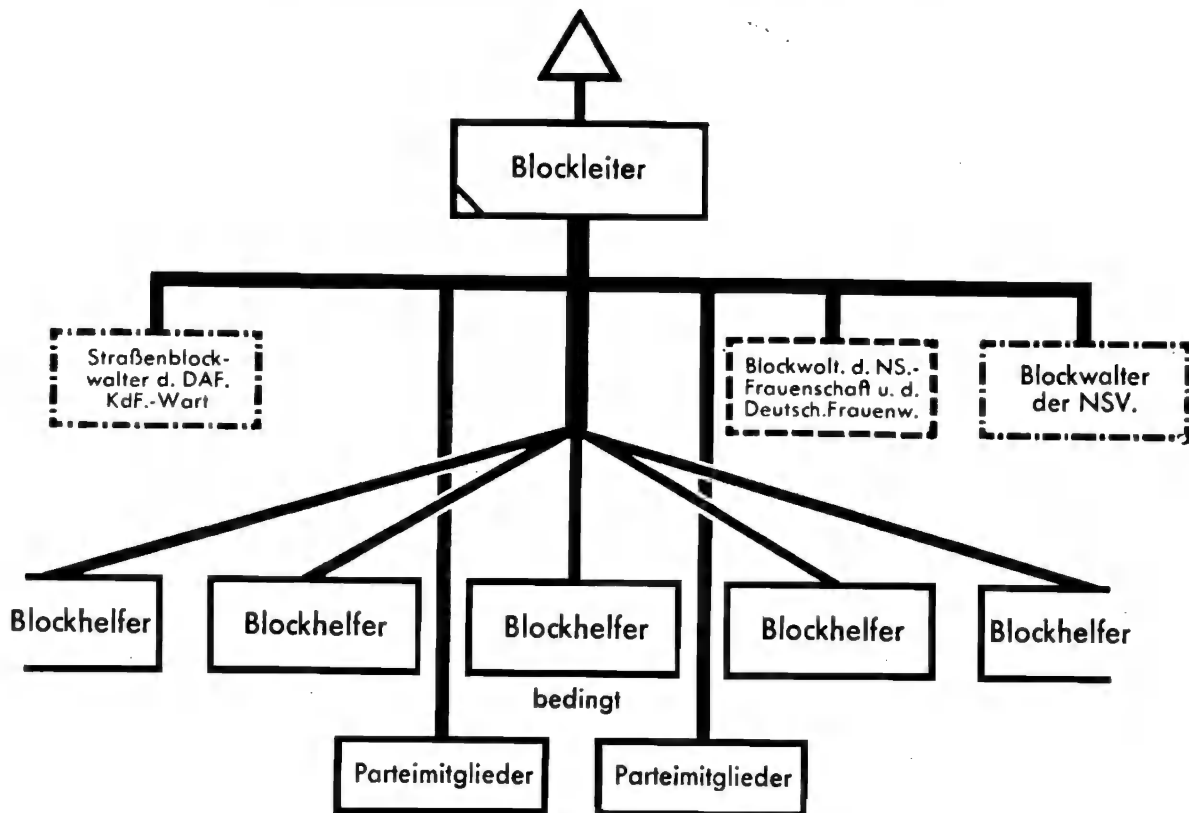 Blockleiter
Straßenblock-
walter d. DAF.
KdF.-Wart
Blockwolt. d. NS.-
Frauenschaft u. d.
Deutsch.Frauenw.
Blockwalter
der NSV.
Blockhelfer
Blockhelfer
Blockhelfer
Blockhelfer
Blockhelfer
bedingt
Parteimitglieder
Parteimitglieder